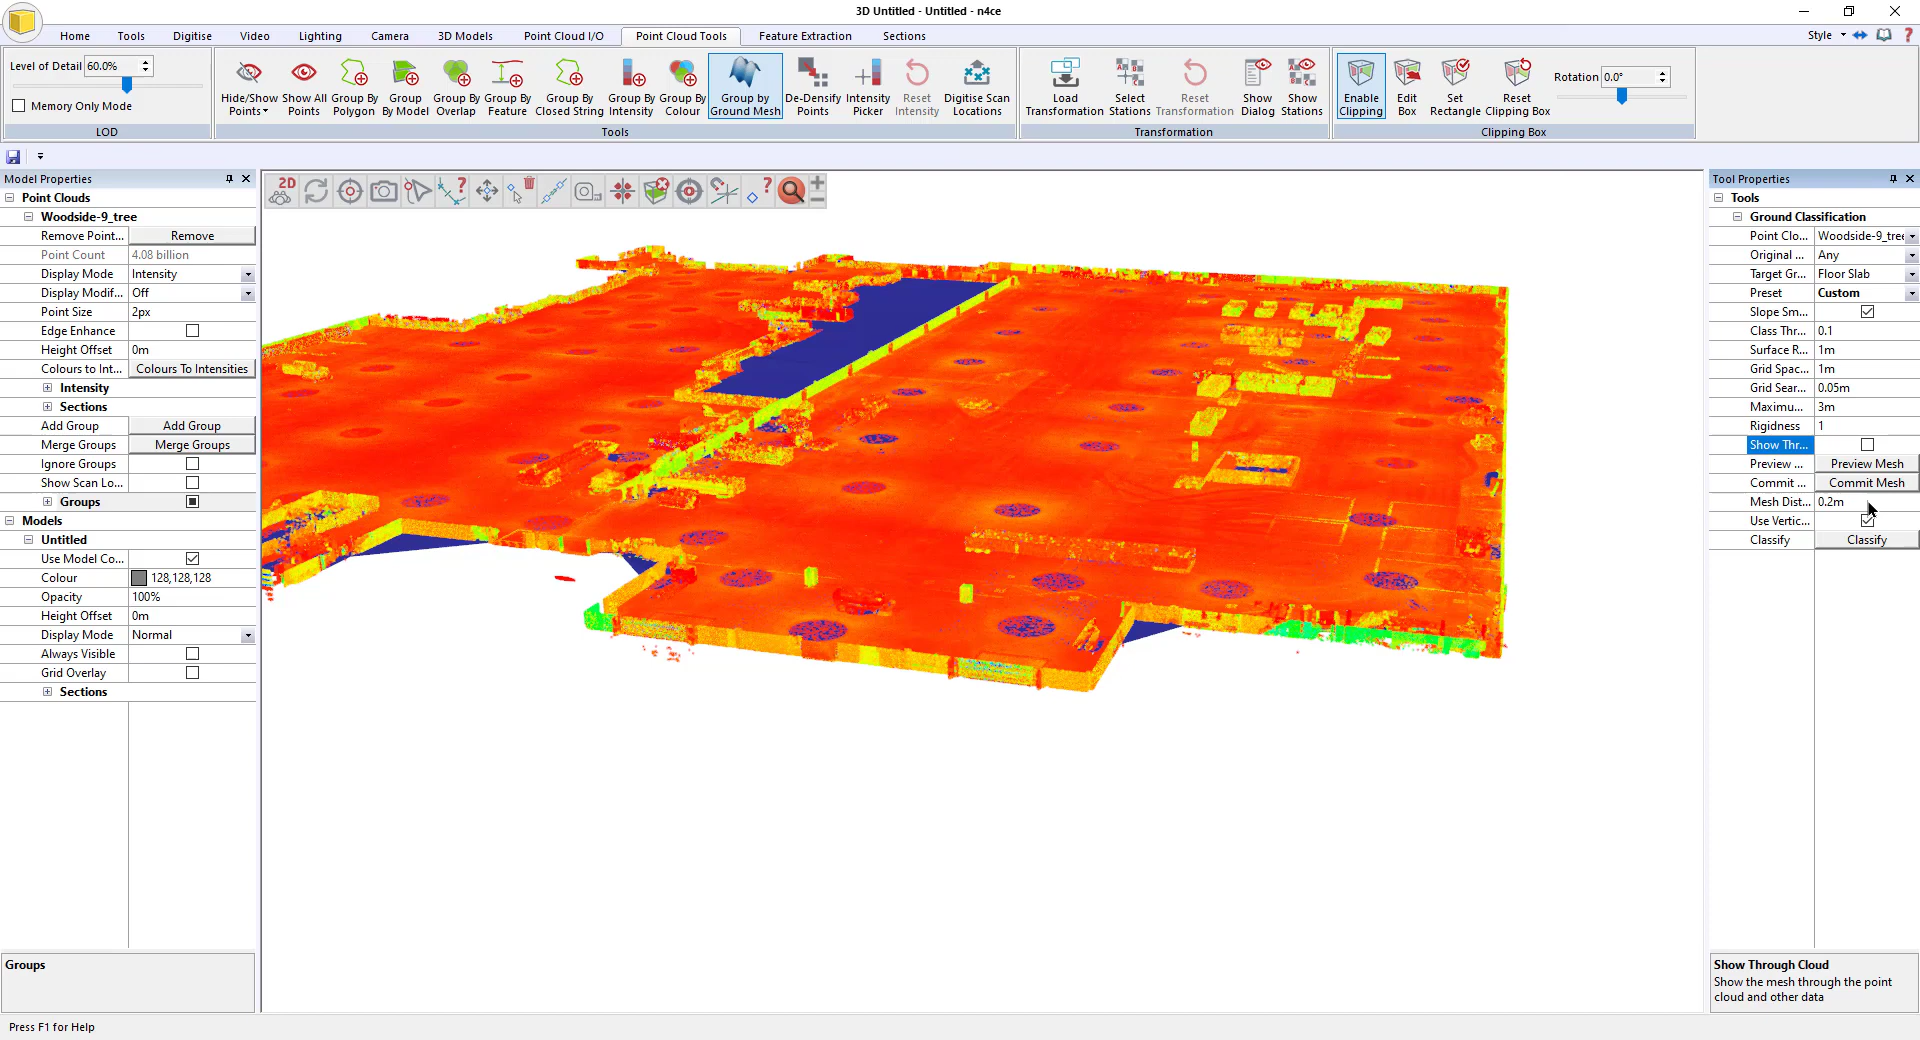 3D Untitled - Untitled - n4ce
Home Tools Digitise Video Lighting Camera 3D Models Point Cloud I/O Point Cloud Tools Feature Extraction Sections
Style
Level of Detail 60.0%
Memory Only Mode
LOD
Hide/Show Points
Show All Points
Group By Polygon
Group By Model
Group By Overlap
Group By Feature
Group By Closed String
Group By Intensity
Group By Colour
Group by Ground Mesh
De-Densify Points
Intensity Picker
Reset Intensity
Digitise Scan Locations
Tools
Load Transformation
Select Stations
Reset Transformation
Show Dialog
Show Stations
Transformation
Enable Clipping
Edit Box
Set Rectangle
Reset Clipping Box
Rotation 0.0°
Clipping Box
Model Properties
Point Clouds
Woodside-9_tree
Remove Point... Remove
Point Count 4.08 billion
Display Mode Intensity
Display Modif... Off
Point Size 2px
Edge Enhance
Height Offset 0m
Colours to Int... Colours To Intensities
Intensity
Sections
Add Group Add Group
Merge Groups Merge Groups
Ignore Groups
Show Scan Lo...
Groups
Models
Untitled
Use Model Co...
Colour 128,128,128
Opacity 100%
Height Offset 0m
Display Mode Normal
Always Visible
Grid Overlay
Sections
Groups
Press F1 for Help
2D
Tool Properties
Tools
Ground Classification
Point Clo... Woodside-9_tree
Original ... Any
Target Gr... Floor Slab
Preset Custom
Slope Sm...
Class Thr... 0.1
Surface R... 1m
Grid Spac... 1m
Grid Sear... 0.05m
Maximu... 3m
Rigidness 1
Show Thr...
Preview ... Preview Mesh
Commit ... Commit Mesh
Mesh Dist... 0.2m
Use Vertic...
Classify Classify
Show Through Cloud
Show the mesh through the point
cloud and other data